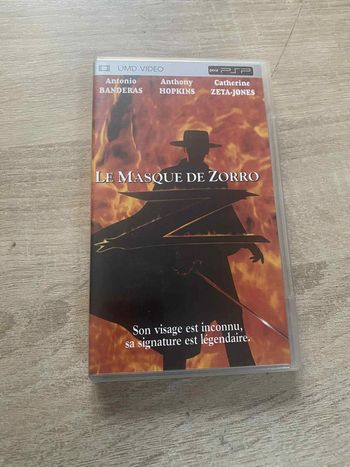 UMD VIDEO
pour PSP
Antonio Anthony Catherine
BANDERAS HOPKINS ZETA-JONES
LE MASQUE DE ZORRO
Z
Son visage est inconnu,
sa signature est légendaire.